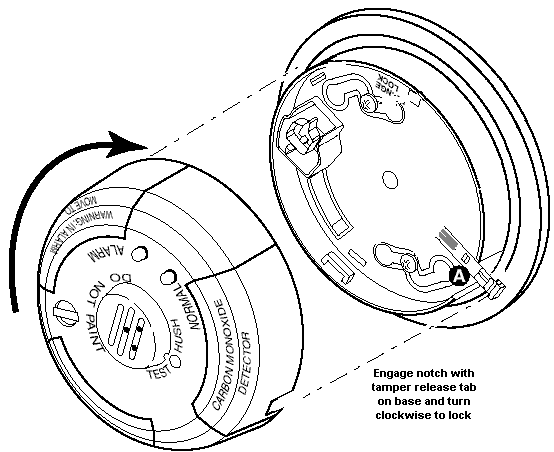 NGE
LOCK
MOVE TO
WARNING: IN ALARM
ALARM
DO NOT PAINT
NORMAL
TEST HUSH
CARBON MONOXIDE
DETECTOR
A
Engage notch with
tamper release tab
on base and turn
clockwise to lock